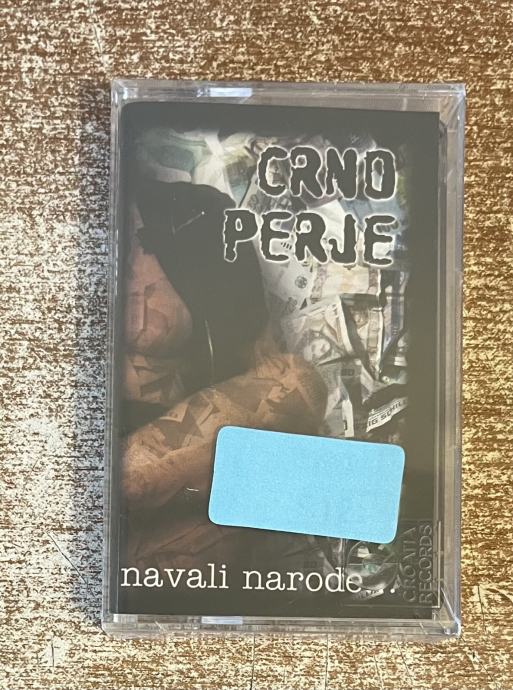 CRNO
PERJE
navali narode...
CROATIA
RECORDS